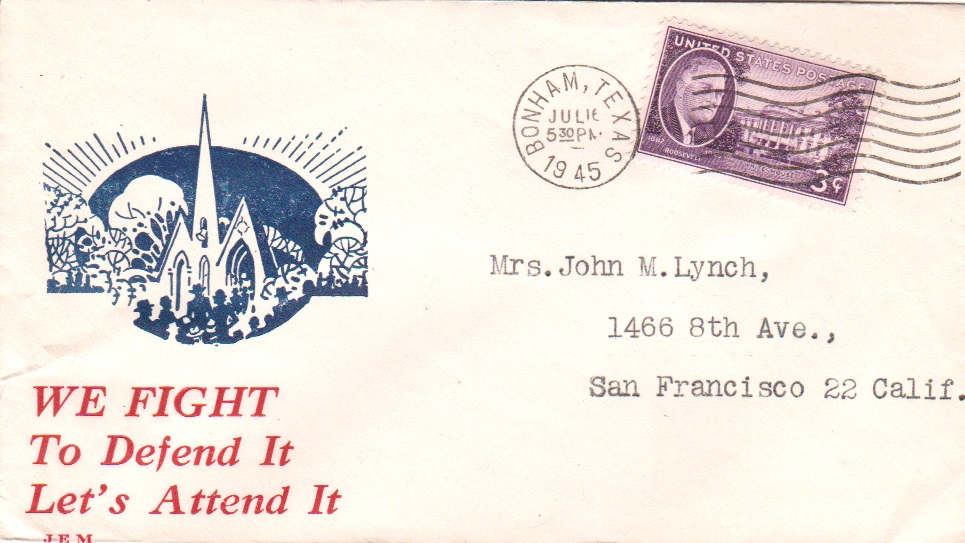 BONHAM, TEXAS
JUL 16
5 30 PM
1945
UNITED STATES POSTAGE
ROOSEVELT
3¢
Mrs. John M. Lynch,
1466 8th Ave.,
San Francisco 22 Calif.
WE FIGHT
To Defend It
Let's Attend It
J E M